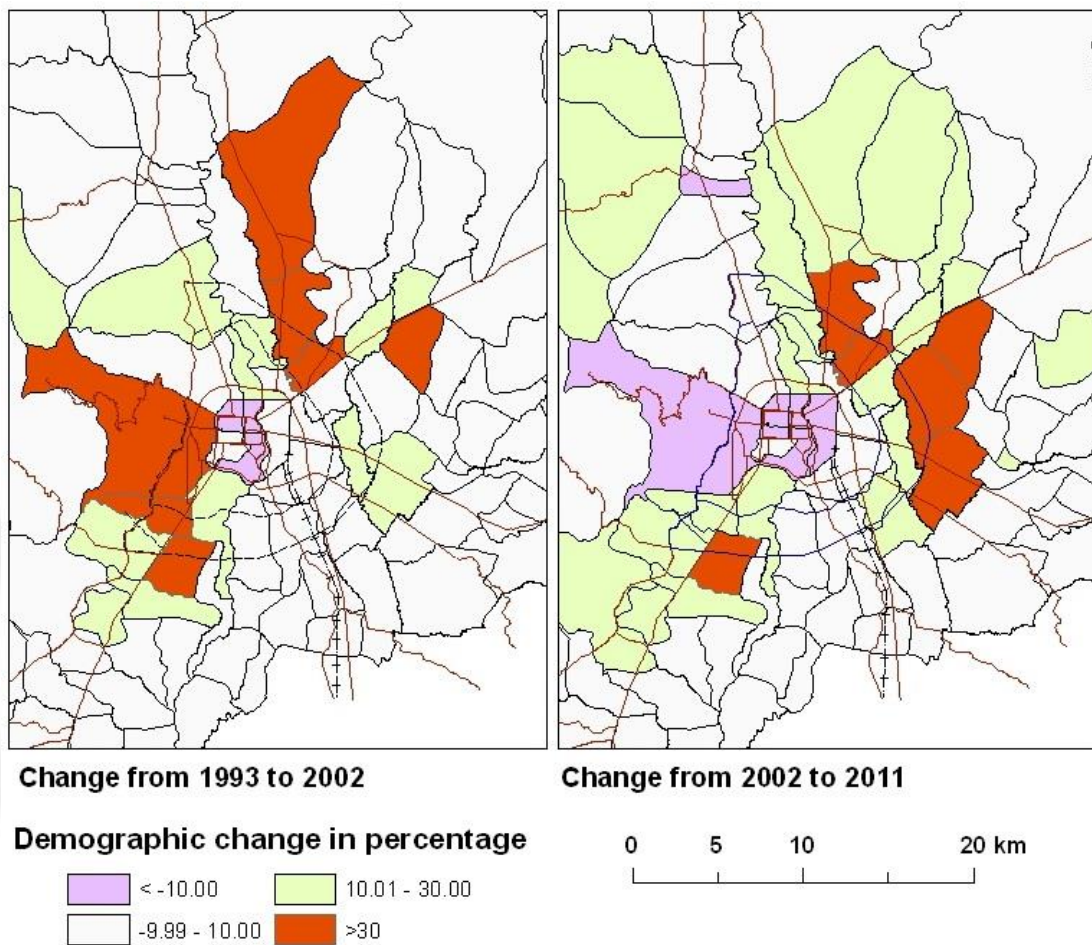 Change from 1993 to 2002
Change from 2002 to 2011
Demographic change in percentage
< -10.00
10.01 - 30.00
-9.99 - 10.00
>30
0 5 10 20 km